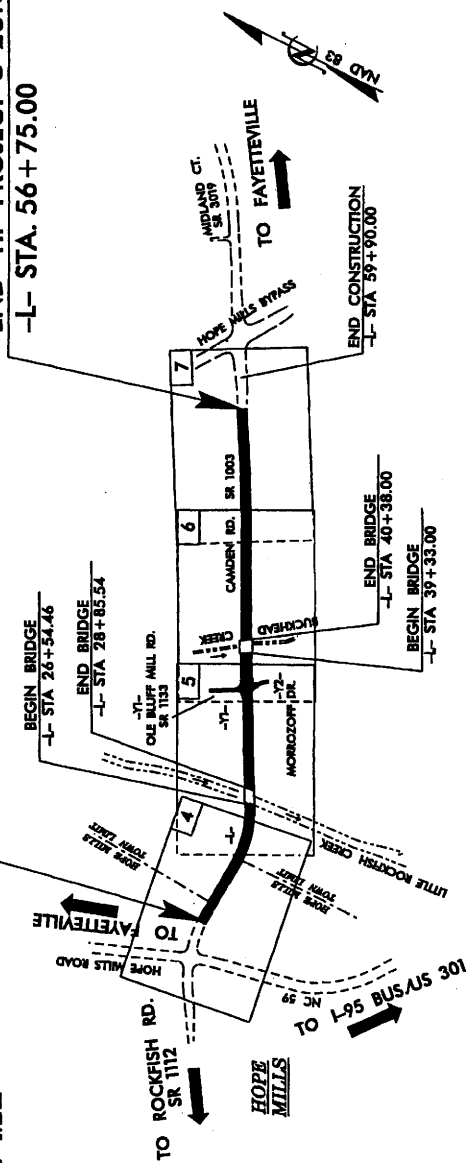 -L- STA. 56+75.00
NAD 83
N
MIDLAND CT.
SR 3019
TO FAYETTEVILLE
HOPE MILLS BYPASS
END CONSTRUCTION
-L- STA 59+90.00
7
SR 1003
CAMDEN RD.
6
END BRIDGE
-L- STA 40+38.00
BEGIN BRIDGE
-L- STA 39+33.00
BUCKHEAD
CREEK
BEGIN BRIDGE
-L- STA 26+54.46
END BRIDGE
-L- STA 28+85.54
-Y1-
OLE BLUFF MILL RD.
SR 1133
5
-Y1-
-Y2-
MORROZOFF DR.
4
-L-
HOPE MILLS
TOWN LIMIT
HOPE MILLS
TOWN LIMIT
LITTLE ROCKFISH CREEK
TO
FAYETTEVILLE
HOPE MILLS ROAD
NC 59
TO I-95 BUS/US 301
TO ROCKFISH RD.
SR 1112
HOPE
MILLS